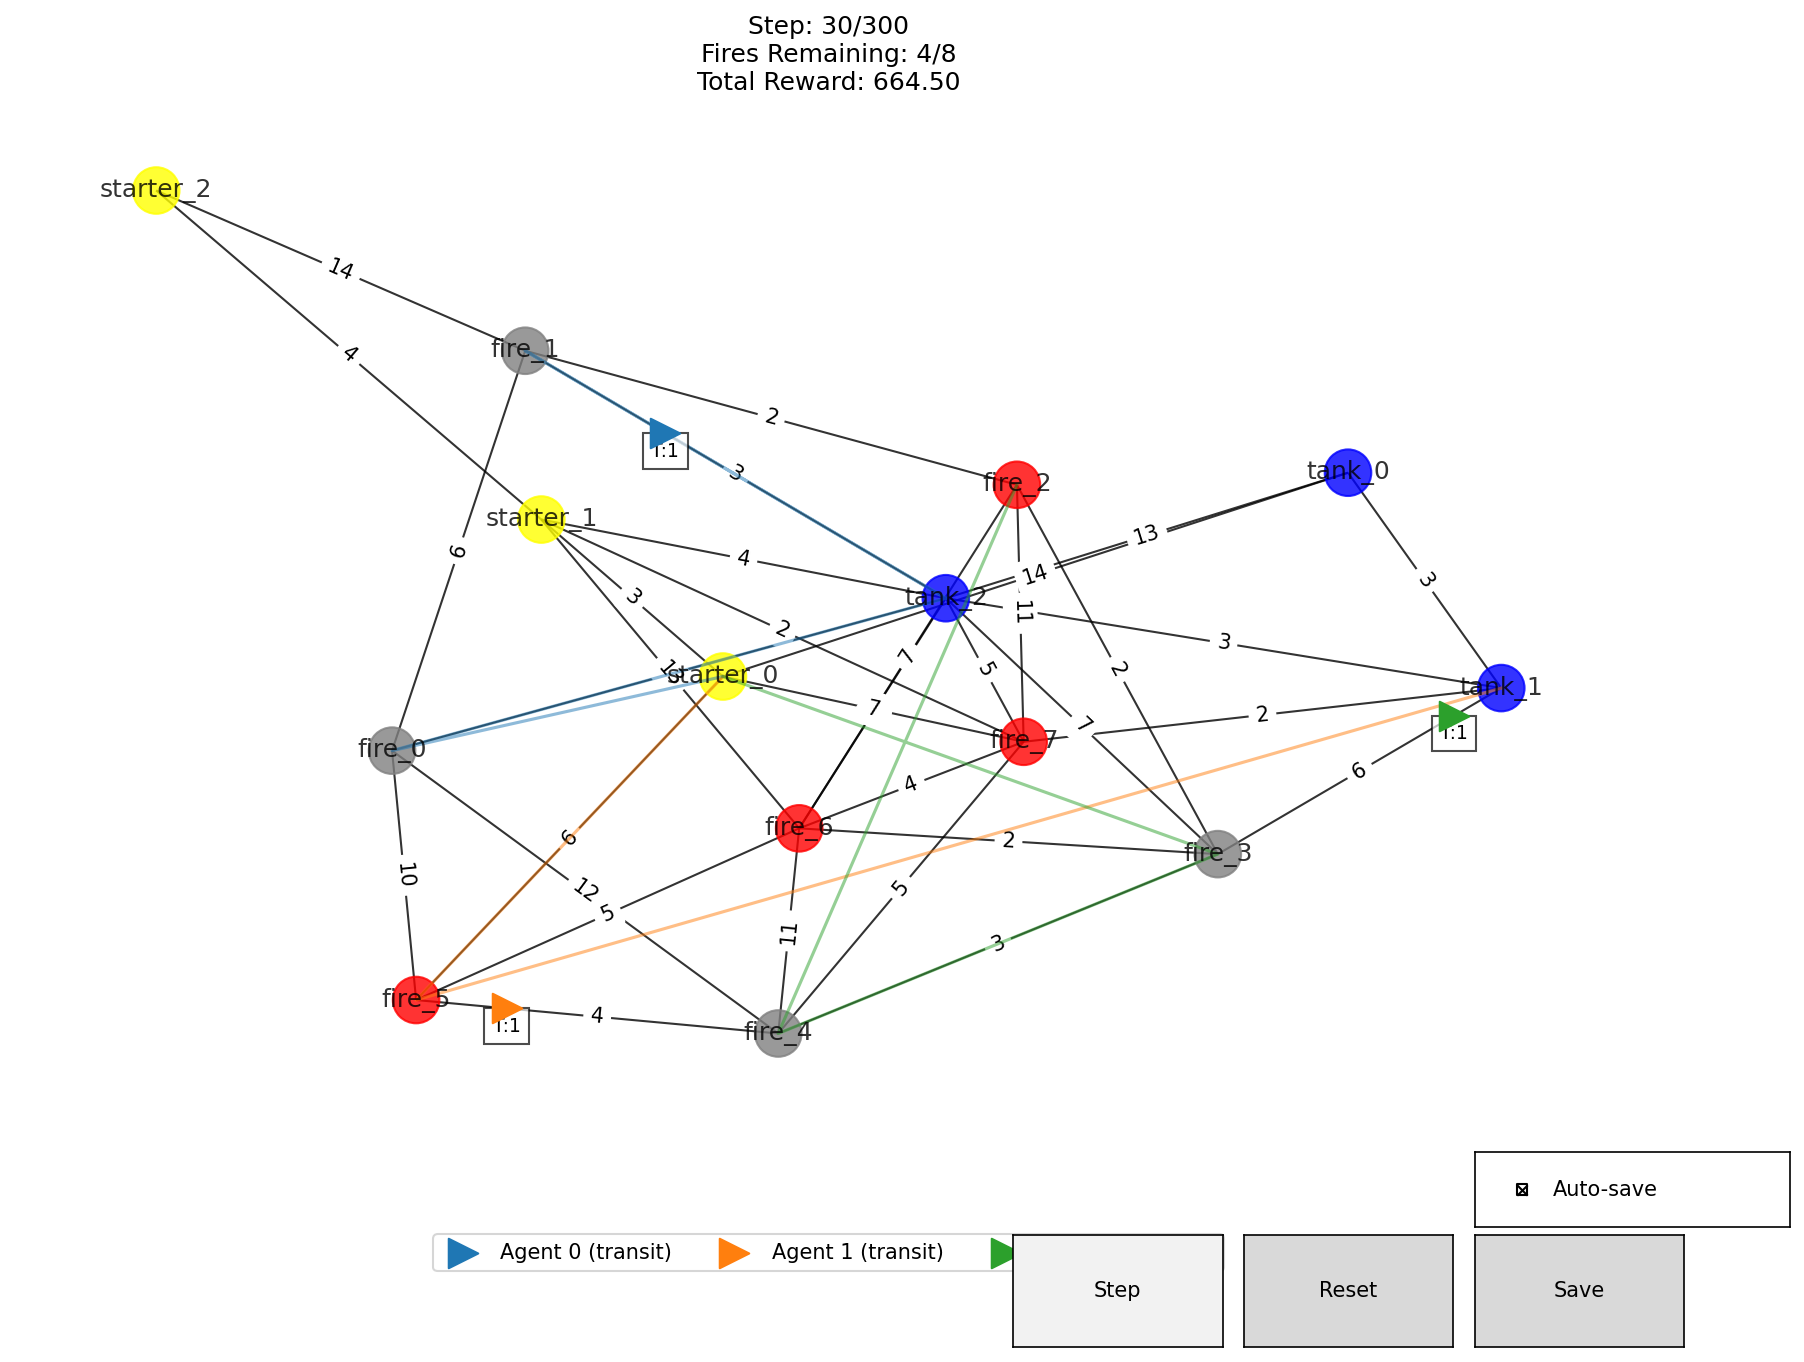 Step: 30/300
Fires Remaining: 4/8
Total Reward: 664.50
starter_2
14
4
fire_1
2
T:1
3
fire_2
tank_0
starter_1
4
13
6
14
3
3
11
tank_2
2
3
7
2
5
starter_0
tank_1
7
2
T:1
7
fire_0
fire_7
4
6
6
fire_6
2
fire_3
10
12
5
11
5
3
fire_5
4
T:1
fire_4
Auto-save
Agent 0 (transit)
Agent 1 (transit)
Step
Reset
Save